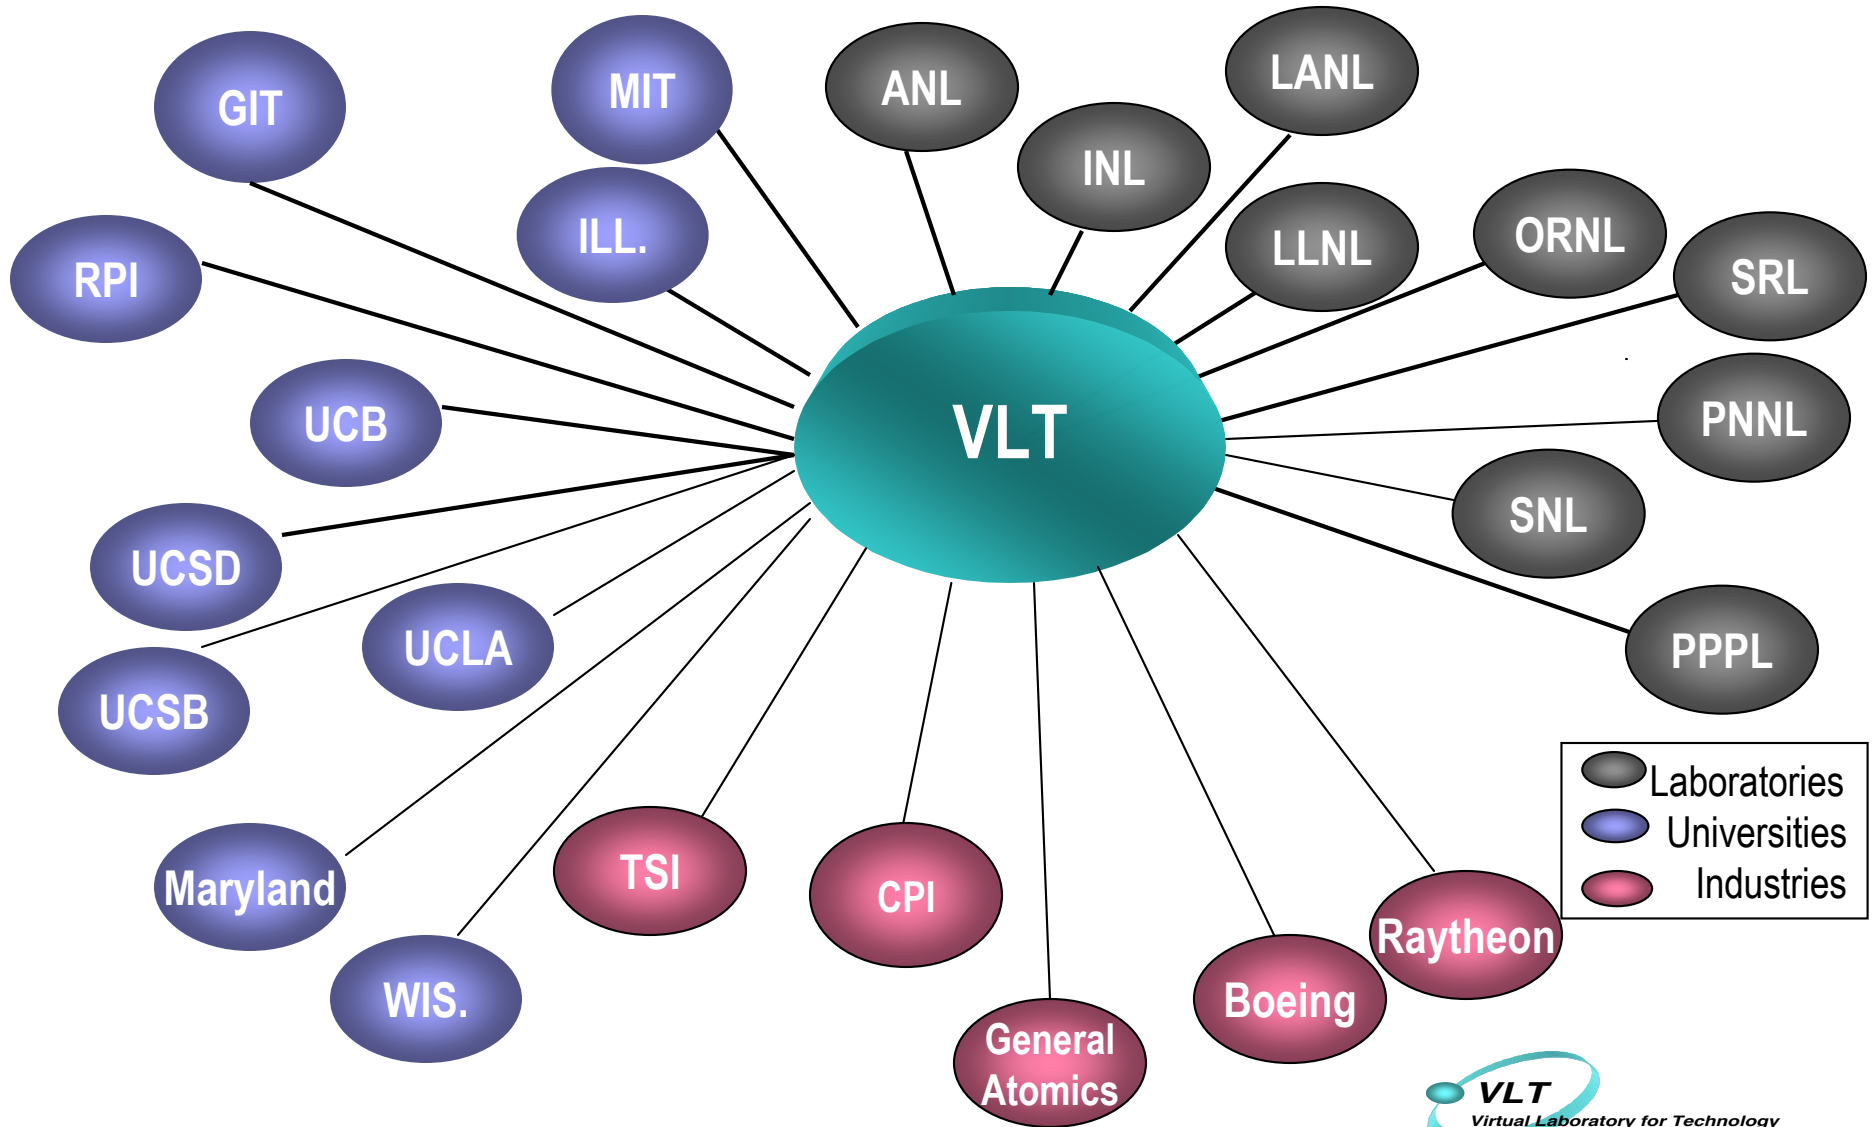 GIT
MIT
ANL
LANL
INL
ILL.
LLNL
ORNL
SRL
RPI
UCB
VLT
PNNL
SNL
UCSD
UCLA
PPPL
UCSB
Laboratories
Universities
Industries
Maryland
TSI
CPI
Raytheon
WIS.
Boeing
General
Atomics
VLT
Virtual Laboratory for Technology